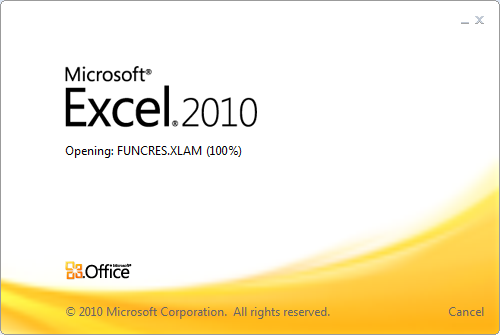 Microsoft®
Excel®2010
Opening: FUNCRES.XLAM (100%)
Microsoft®
Office
© 2010 Microsoft Corporation.  All rights reserved.
Cancel